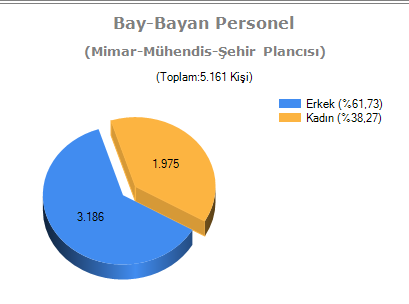 Bay-Bayan Personel
(Mimar-Mühendis-Şehir Plancısı)
(Toplam:5.161 Kişi)
Erkek (%61,73)
Kadın (%38,27)
1.975
3.186